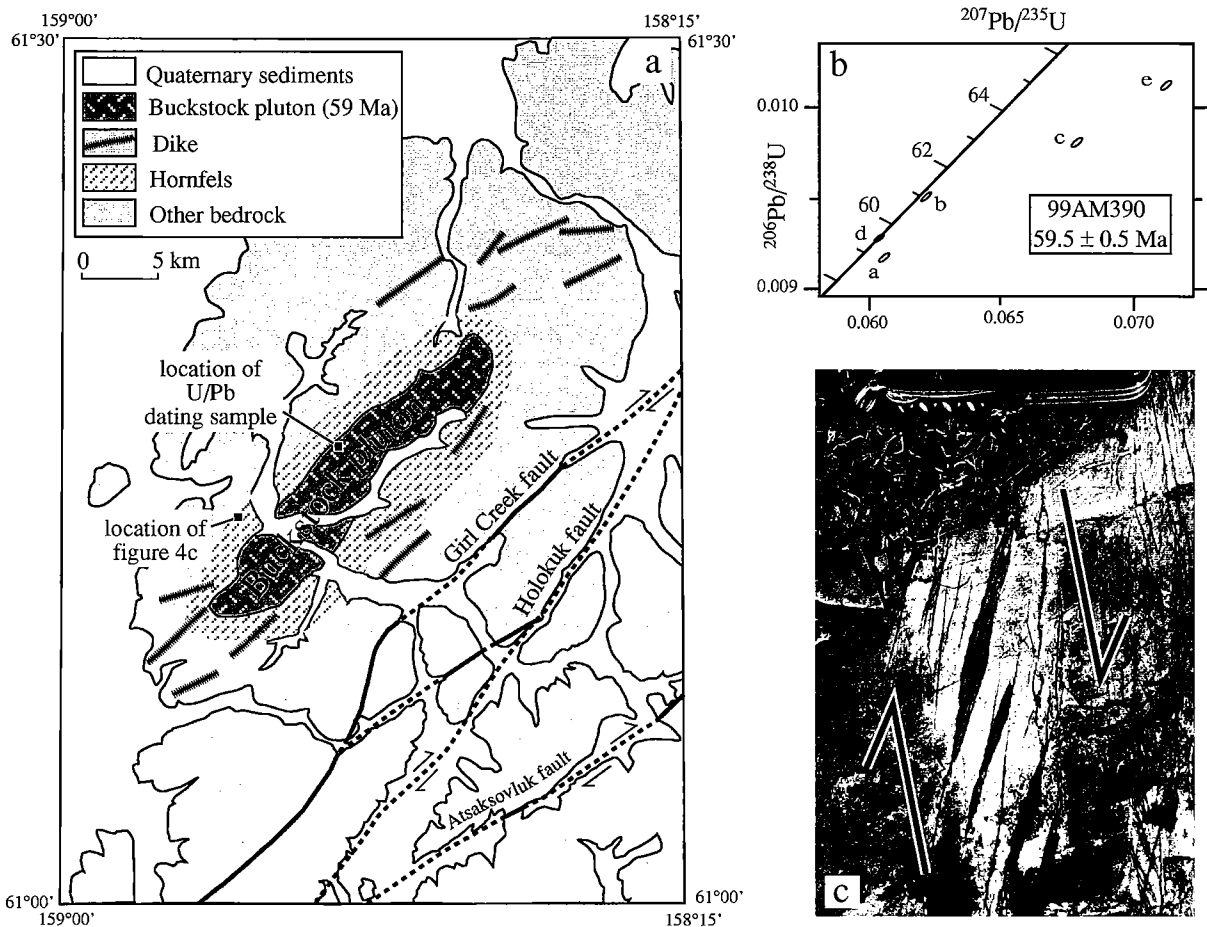 159°00'
158°15'
61°30'
61°30'
a
Quaternary sediments
Buckstock pluton (59 Ma)
Dike
Hornfels
Other bedrock
0 5 km
location of
U/Pb
dating sample
Buckstock pluton
location of
figure 4c
Girl Creek fault
Holokuk fault
Atsaksovluk fault
61°00'
61°00'
159°00'
158°15'
207Pb/235U
b
206Pb/238U
0.010
0.009
64
62
60
e
c
b
d
a
99AM390
59.5 ± 0.5 Ma
0.060
0.065
0.070
c